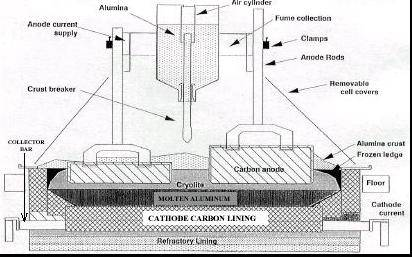 Air cylinder
Alumina
Anode current
supply
Fume collection
Clamps
Anode Rods
Crust breaker
Removable
cell covers
COLLECTOR
BAR
Alumina crust
Frozen ledge
Carbon anode
Cryolite
Floor
MOLTEN ALUMINUM
Cathode
current
CATHODE CARBON LINING
Refractory Lining